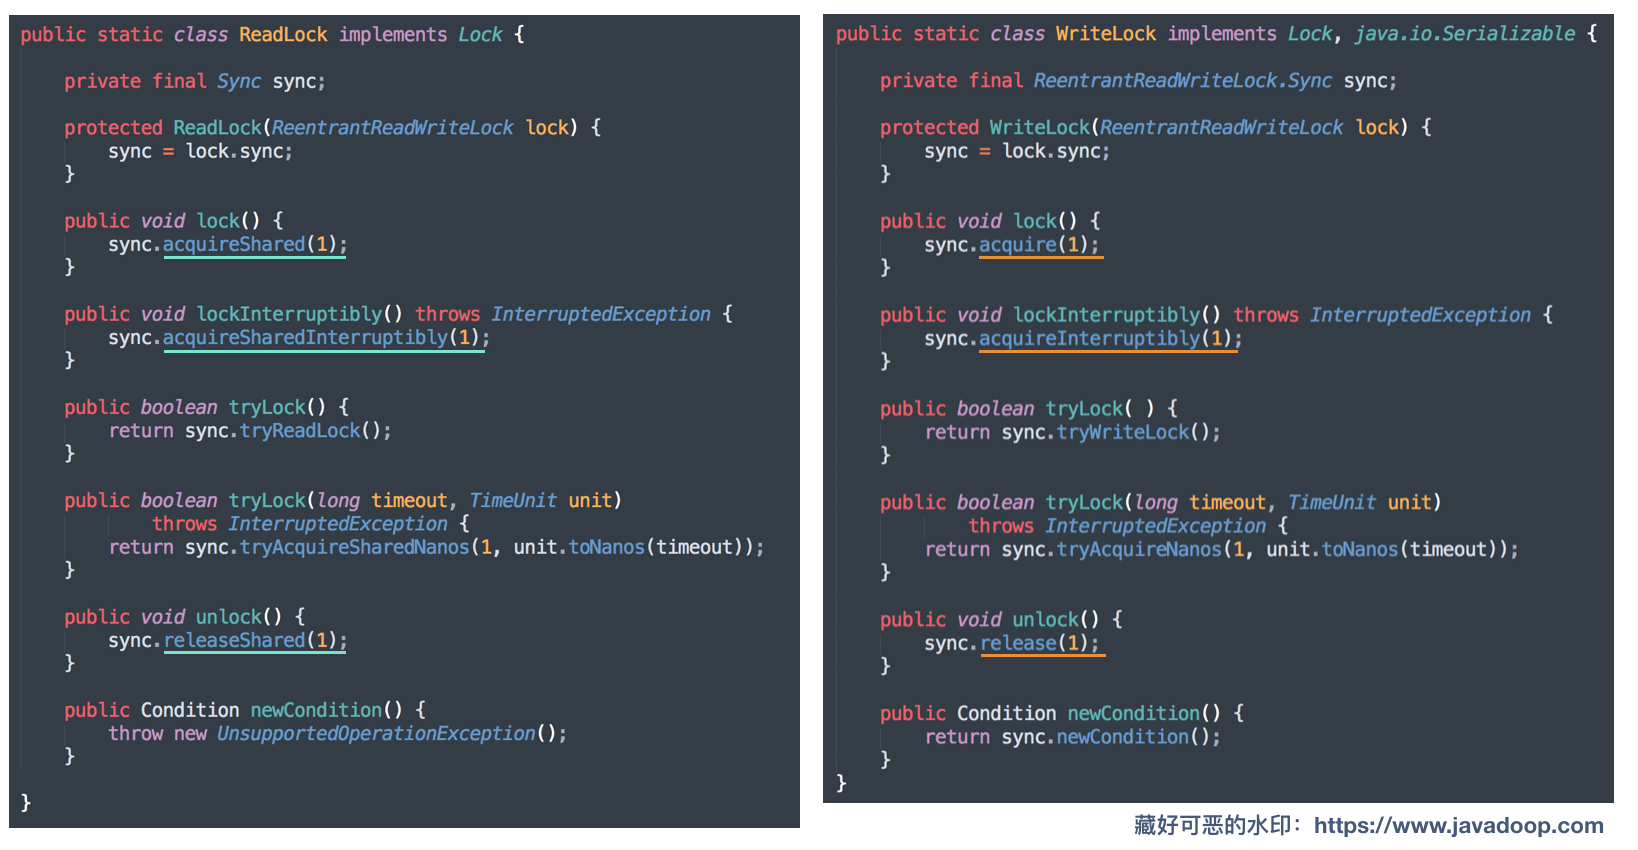 public static class ReadLock implements Lock {
private final Sync sync;
protected ReadLock(ReentrantReadWriteLock lock) {
sync = lock.sync;
}
public void lock() {
sync.acquireShared(1);
}
public void lockInterruptibly() throws InterruptedException {
sync.acquireSharedInterruptibly(1);
}
public boolean tryLock() {
return sync.tryReadLock();
}
public boolean tryLock(long timeout, TimeUnit unit)
throws InterruptedException {
return sync.tryAcquireSharedNanos(1, unit.toNanos(timeout));
}
public void unlock() {
sync.releaseShared(1);
}
public Condition newCondition() {
throw new UnsupportedOperationException();
}
}
public static class WriteLock implements Lock, java.io.Serializable {
private final ReentrantReadWriteLock.Sync sync;
protected WriteLock(ReentrantReadWriteLock lock) {
sync = lock.sync;
}
public void lock() {
sync.acquire(1);
}
public void lockInterruptibly() throws InterruptedException {
sync.acquireInterruptibly(1);
}
public boolean tryLock( ) {
return sync.tryWriteLock();
}
public boolean tryLock(long timeout, TimeUnit unit)
throws InterruptedException {
return sync.tryAcquireNanos(1, unit.toNanos(timeout));
}
public void unlock() {
sync.release(1);
}
public Condition newCondition() {
return sync.newCondition();
}
}
藏好可恶的水印：https://www.javadoop.com